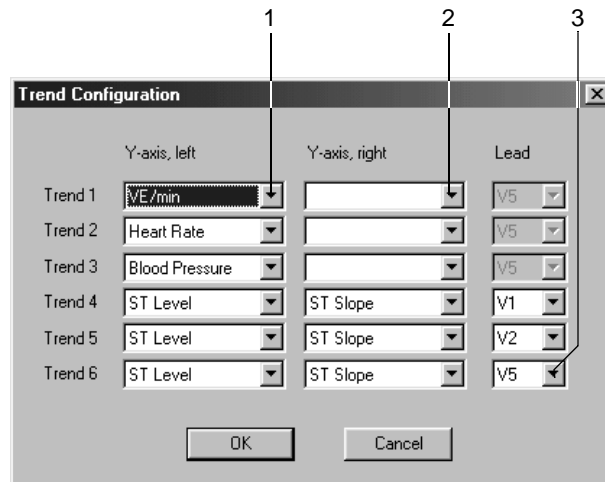 1 2 3
Trend Configuration
Y-axis, left Y-axis, right Lead
Trend 1 VE/min V5
Trend 2 Heart Rate V5
Trend 3 Blood Pressure V5
Trend 4 ST Level ST Slope V1
Trend 5 ST Level ST Slope V2
Trend 6 ST Level ST Slope V5
OK Cancel